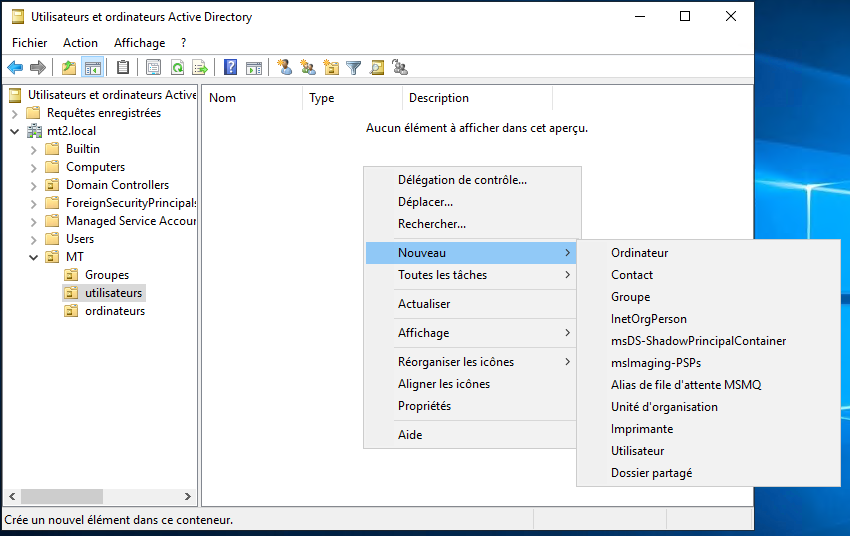 Utilisateurs et ordinateurs Active Directory
Fichier Action Affichage ?
Utilisateurs et ordinateurs Active
Requêtes enregistrées
mt2.local
Builtin
Computers
Domain Controllers
ForeignSecurityPrincipals
Managed Service Accour
Users
MT
Groupes
utilisateurs
ordinateurs
Nom Type Description
Aucun élément à afficher dans cet aperçu.
Délégation de contrôle...
Déplacer...
Rechercher...
Nouveau
Toutes les tâches
Actualiser
Affichage
Réorganiser les icônes
Aligner les icônes
Propriétés
Aide
Ordinateur
Contact
Groupe
InetOrgPerson
msDS-ShadowPrincipalContainer
msImaging-PSPs
Alias de file d'attente MSMQ
Unité d'organisation
Imprimante
Utilisateur
Dossier partagé
Crée un nouvel élément dans ce conteneur.